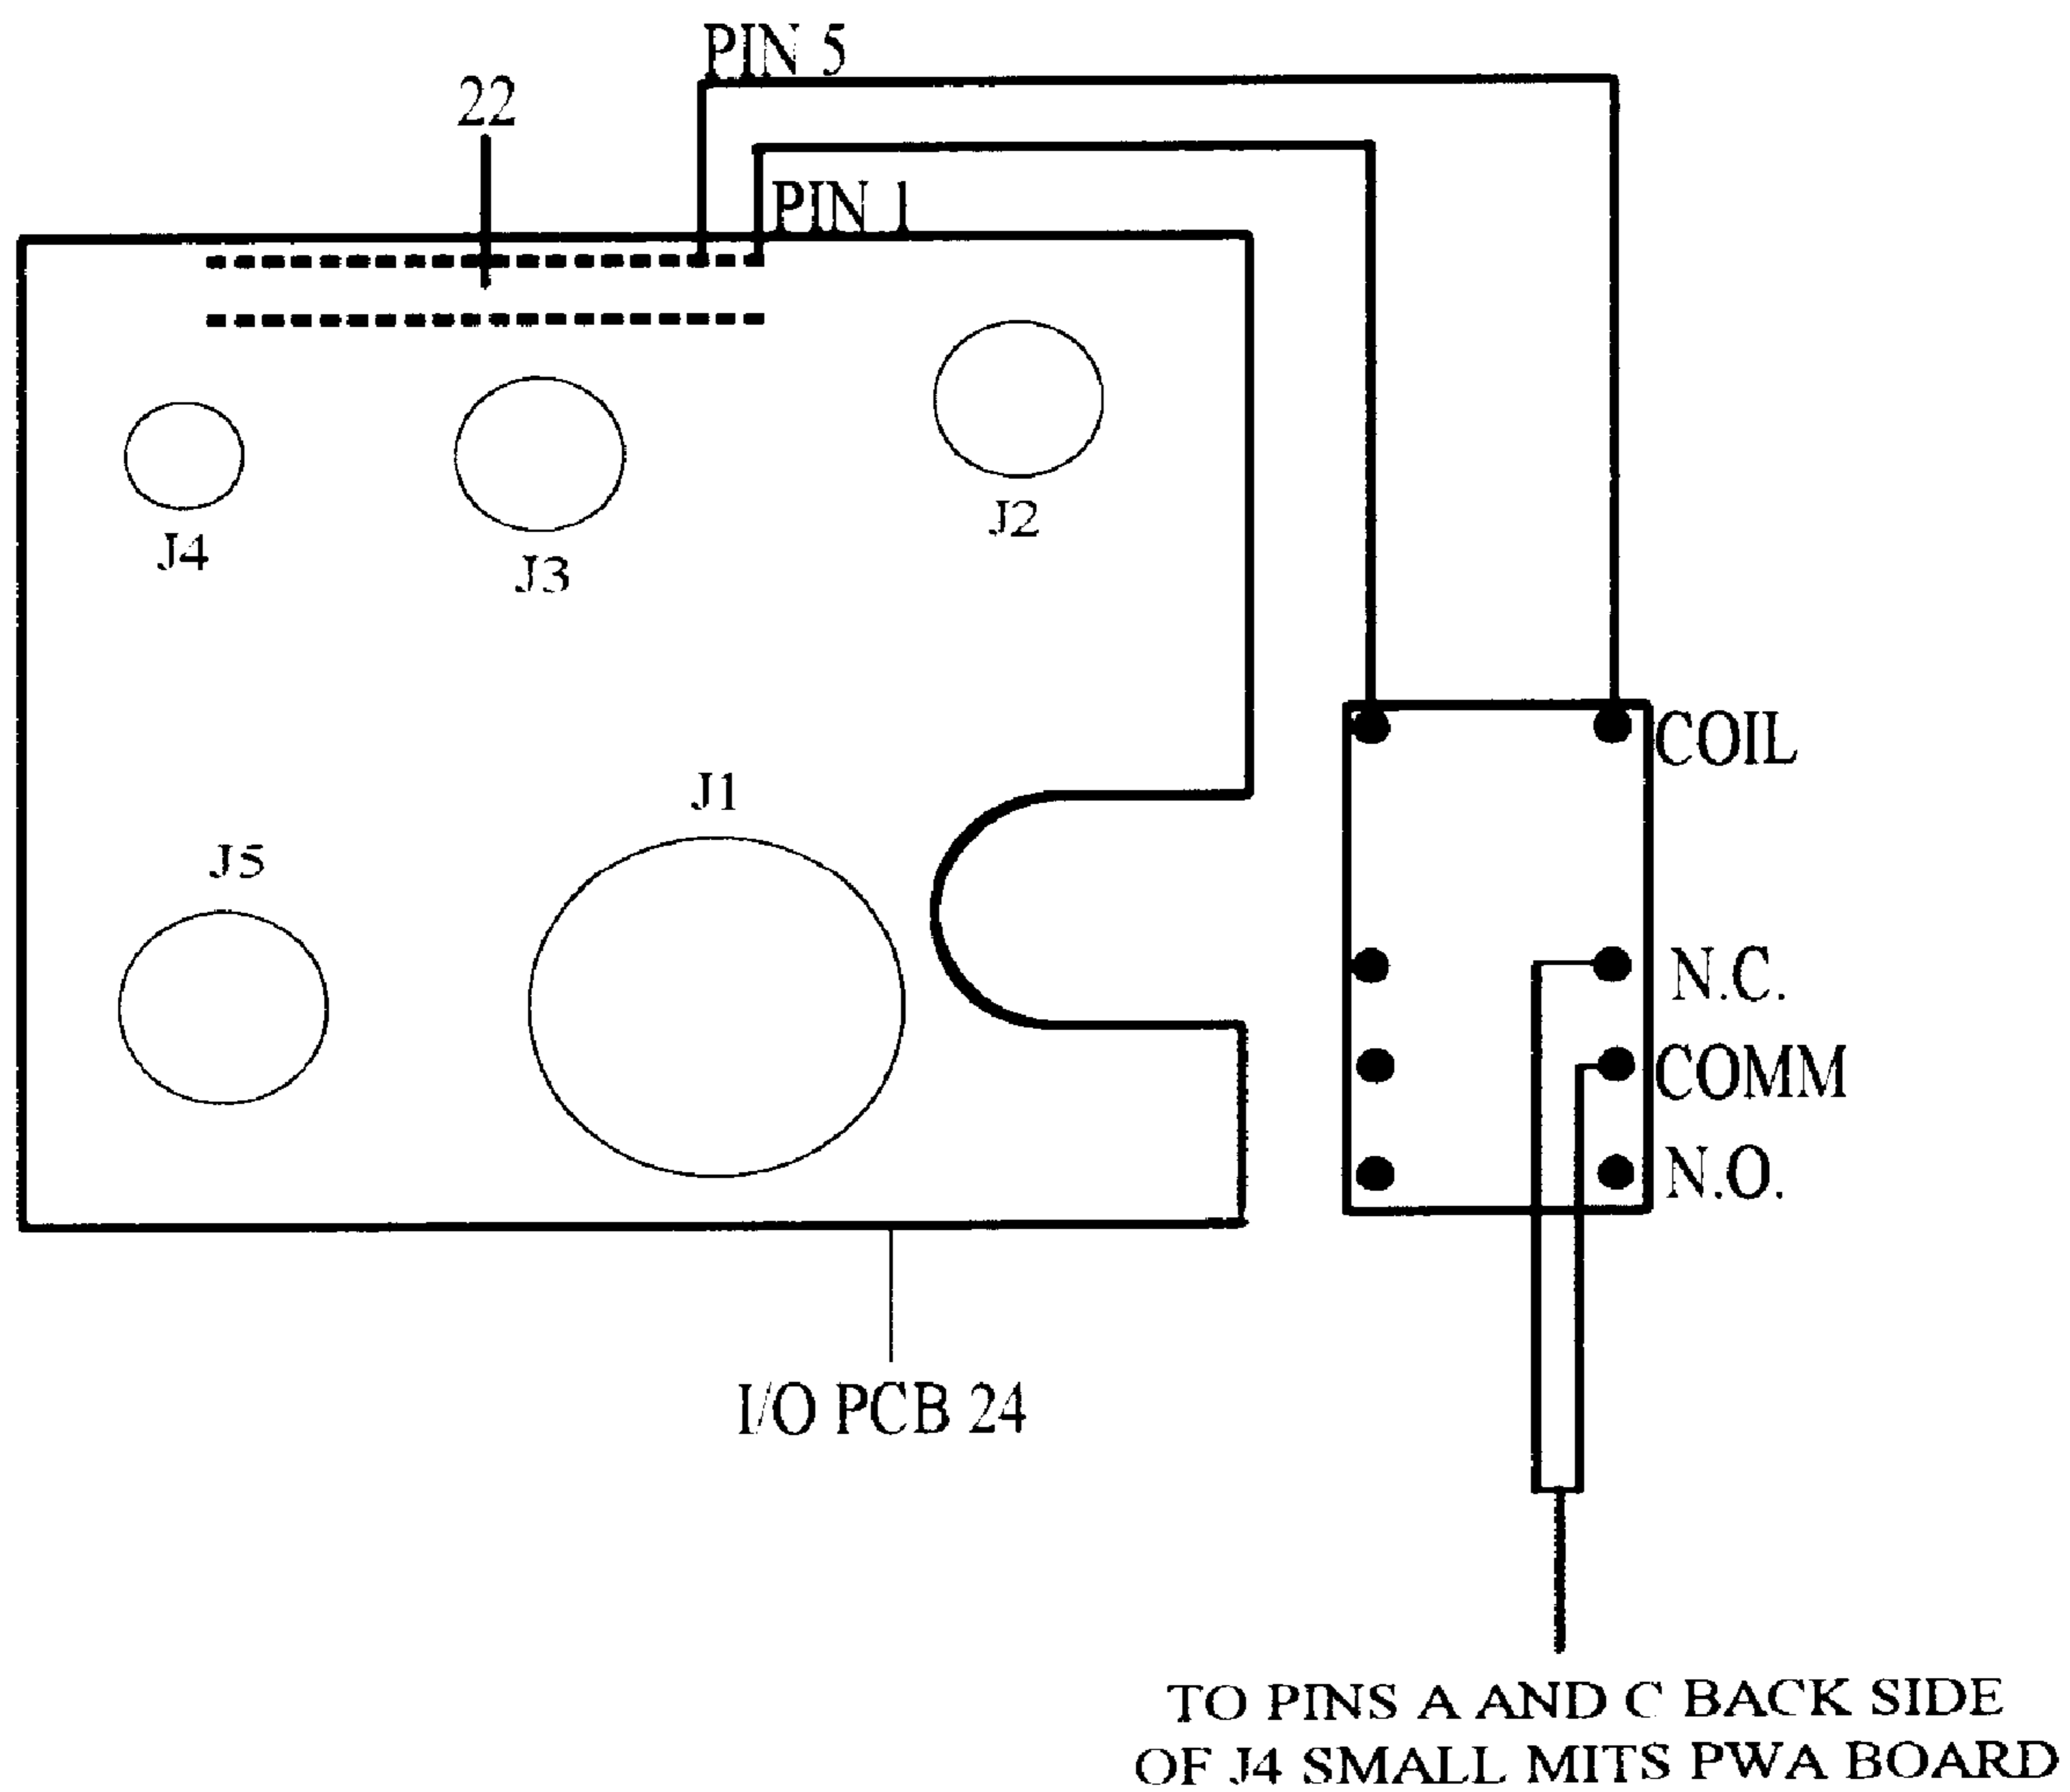 PIN 5
22
PIN 1
J2
J4
J3
COIL
J1
J5
N.C.
COMM
N.O.
I/O PCB 24
TO PINS A AND C BACK SIDE
OF J4 SMALL MITS PWA BOARD